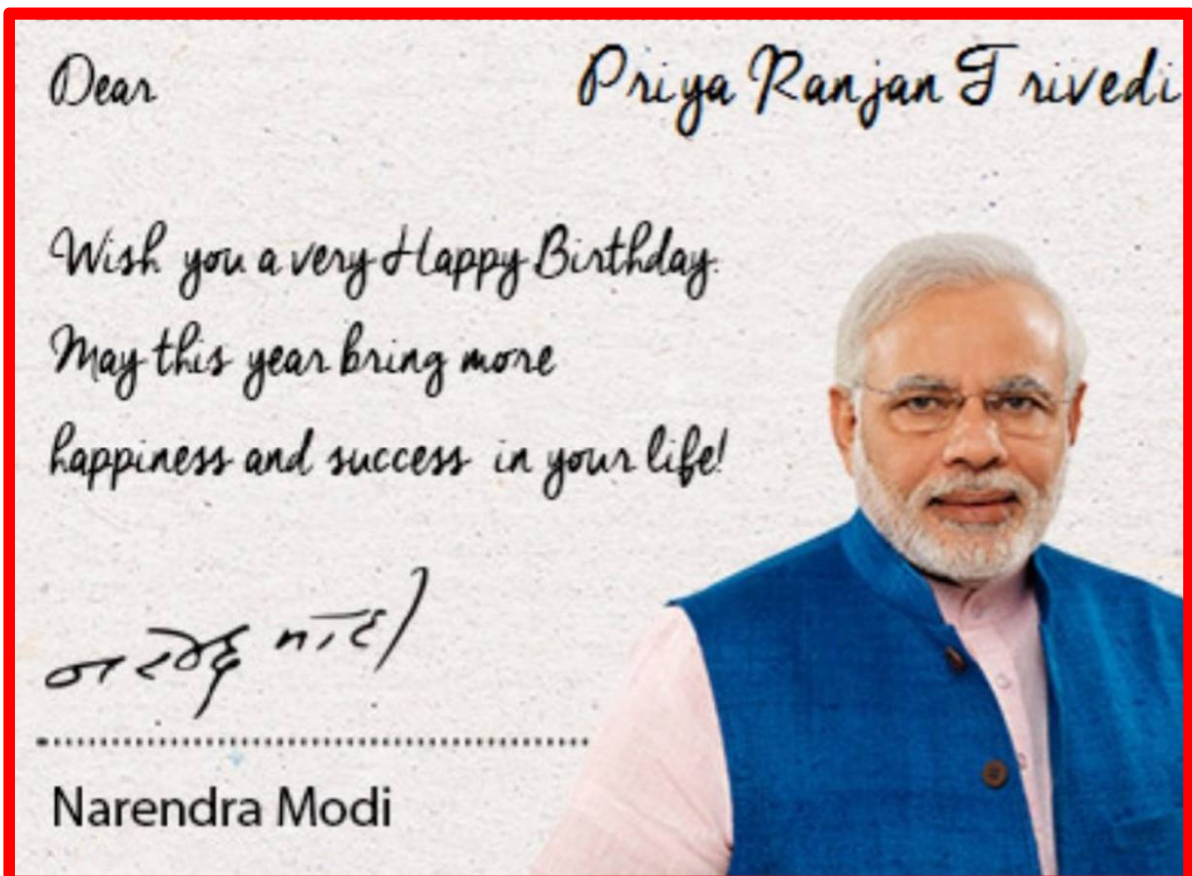 Dear Priya Ranjan Trivedi
Wish you a very Happy Birthday.
May this year bring more
happiness and success in your life!
नरेन्द्र मोदी
Narendra Modi